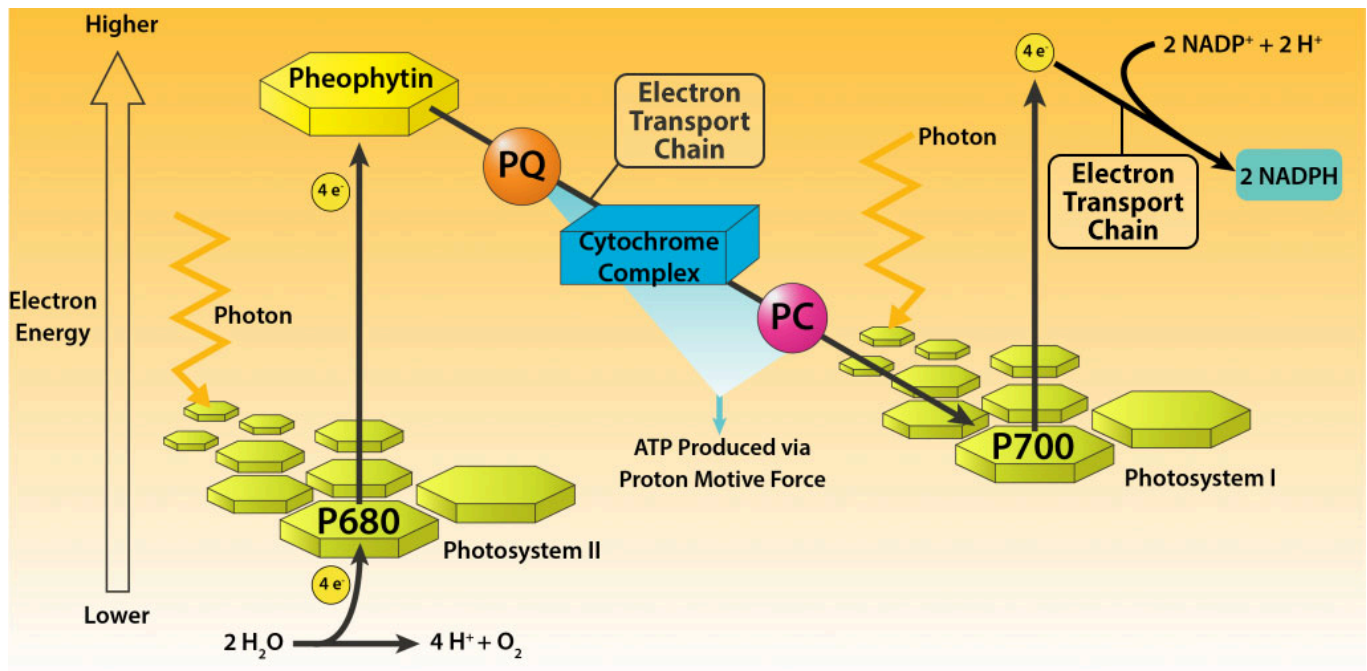 Higher
Electron
Energy
Lower
Photon
Pheophytin
4 e⁻
P680
Photosystem II
4 e⁻
2 H₂O
4 H⁺ + O₂
PQ
Electron
Transport
Chain
Cytochrome
Complex
PC
ATP Produced via
Proton Motive Force
Photon
P700
Photosystem I
4 e⁻
2 NADP⁺ + 2 H⁺
Electron
Transport
Chain
2 NADPH